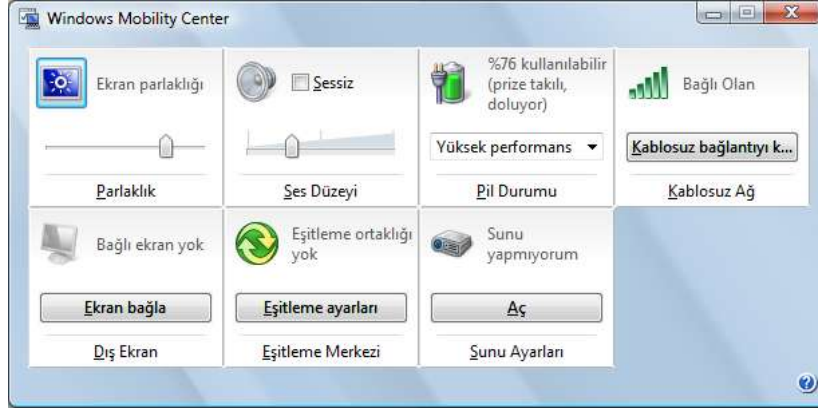 Windows Mobility Center
Ekran parlaklığı
Parlaklık
Sessiz
Ses Düzeyi
%76 kullanılabilir
(prize takılı,
doluyor)
Yüksek performans
Pil Durumu
Bağlı Olan
Kablosuz bağlantıyı k...
Kablosuz Ağ
Bağlı ekran yok
Ekran bağla
Dış Ekran
Eşitleme ortaklığı
yok
Eşitleme ayarları
Eşitleme Merkezi
Sunu
yapmıyorum
Aç
Sunu Ayarları